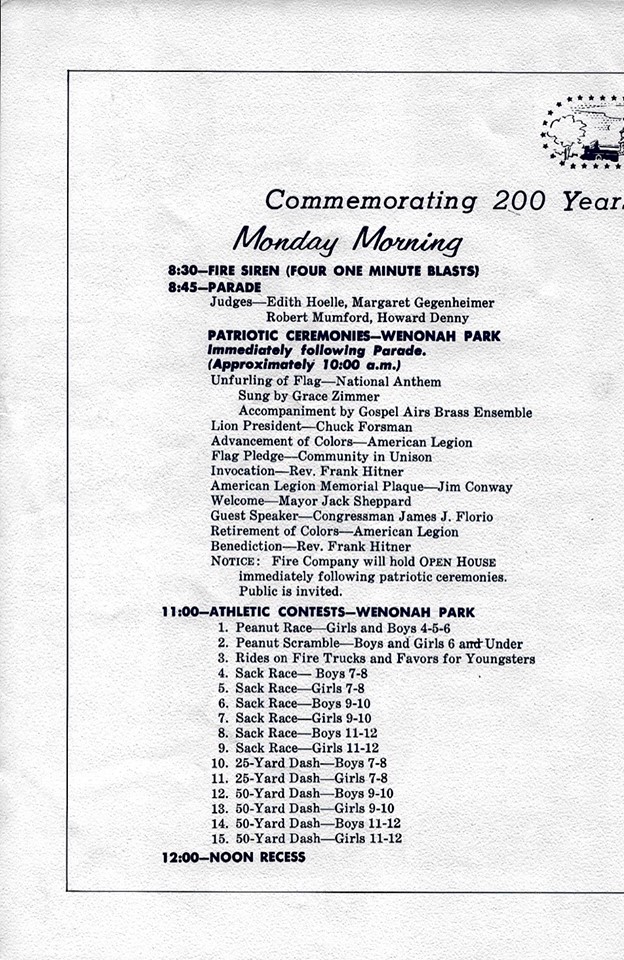 Commemorating 200 Years
Monday Morning
8:30—FIRE SIREN (FOUR ONE MINUTE BLASTS)
8:45—PARADE
Judges—Edith Hoelle, Margaret Gegenheimer
Robert Mumford, Howard Denny
PATRIOTIC CEREMONIES—WENONAH PARK
Immediately following Parade.
(Approximately 10:00 a.m.)
Unfurling of Flag—National Anthem
Sung by Grace Zimmer
Accompaniment by Gospel Airs Brass Ensemble
Lion President—Chuck Forsman
Advancement of Colors—American Legion
Flag Pledge—Community in Unison
Invocation—Rev. Frank Hitner
American Legion Memorial Plaque—Jim Conway
Welcome—Mayor Jack Sheppard
Guest Speaker—Congressman James J. Florio
Retirement of Colors—American Legion
Benediction—Rev. Frank Hitner
NOTICE: Fire Company will hold OPEN HOUSE
immediately following patriotic ceremonies.
Public is invited.
11:00—ATHLETIC CONTESTS—WENONAH PARK
1. Peanut Race—Girls and Boys 4-5-6
2. Peanut Scramble—Boys and Girls 6 and Under
3. Rides on Fire Trucks and Favors for Youngsters
4. Sack Race— Boys 7-8
5. Sack Race—Girls 7-8
6. Sack Race—Boys 9-10
7. Sack Race—Girls 9-10
8. Sack Race—Boys 11-12
9. Sack Race—Girls 11-12
10. 25-Yard Dash—Boys 7-8
11. 25-Yard Dash—Girls 7-8
12. 50-Yard Dash—Boys 9-10
13. 50-Yard Dash—Girls 9-10
14. 50-Yard Dash—Boys 11-12
15. 50-Yard Dash—Girls 11-12
12:00—NOON RECESS